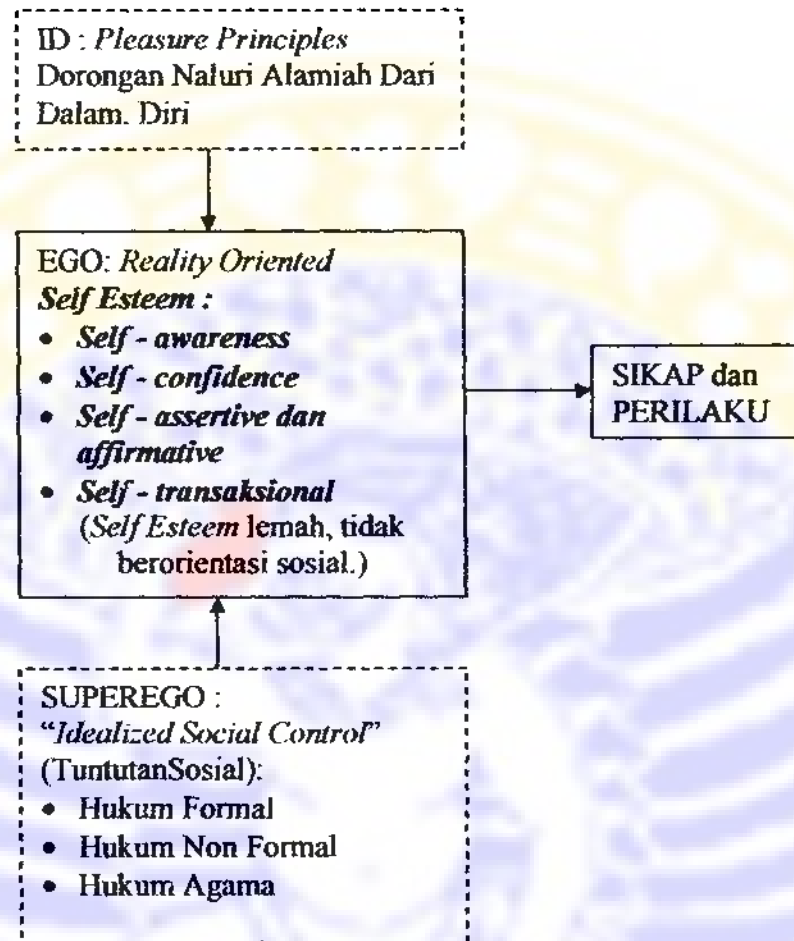 ID : Pleasure Principles
Dorongan Naluri Alamiah Dari
Dalam. Diri
EGO: Reality Oriented
Self Esteem :
• Self - awareness
• Self - confidence
• Self - assertive dan
affirmative
• Self - transaksional
(Self Esteem lemah, tidak
berorientasi sosial.)
SIKAP dan
PERILAKU
SUPEREGO :
“Idealized Social Control”
(TuntutanSosial):
• Hukum Formal
• Hukum Non Formal
• Hukum Agama